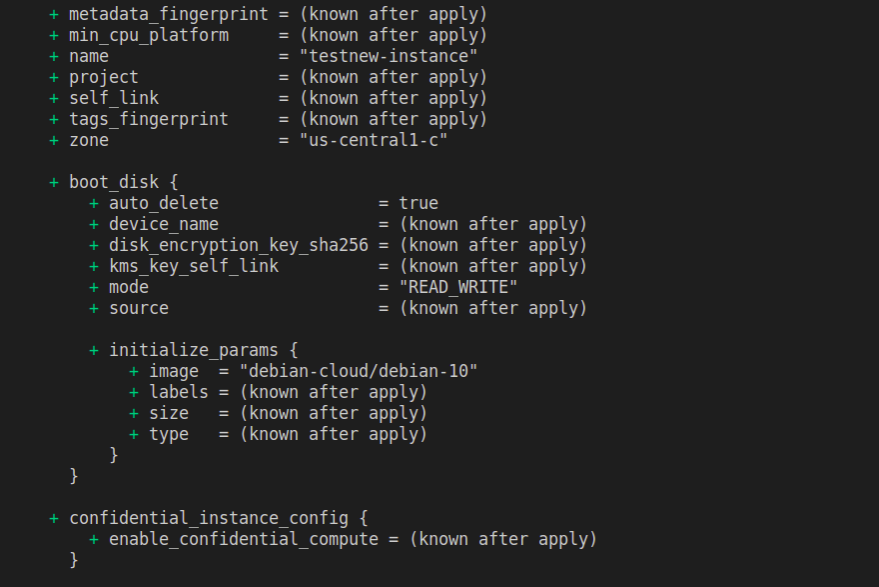 + metadata_fingerprint = (known after apply)
+ min_cpu_platform     = (known after apply)
+ name                 = "testnew-instance"
+ project              = (known after apply)
+ self_link            = (known after apply)
+ tags_fingerprint     = (known after apply)
+ zone                 = "us-central1-c"

+ boot_disk {
    + auto_delete                = true
    + device_name                = (known after apply)
    + disk_encryption_key_sha256 = (known after apply)
    + kms_key_self_link          = (known after apply)
    + mode                       = "READ_WRITE"
    + source                     = (known after apply)

    + initialize_params {
        + image  = "debian-cloud/debian-10"
        + labels = (known after apply)
        + size   = (known after apply)
        + type   = (known after apply)
      }
  }

+ confidential_instance_config {
    + enable_confidential_compute = (known after apply)
  }